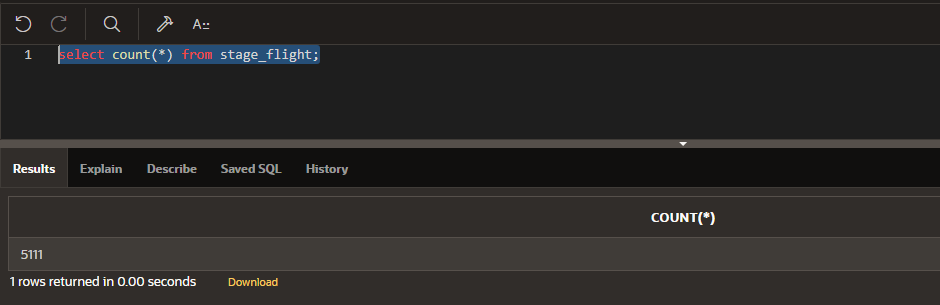 A::
1 select count(*) from stage_flight;
Results Explain Describe Saved SQL History
COUNT(*)
5111
1 rows returned in 0.00 seconds Download